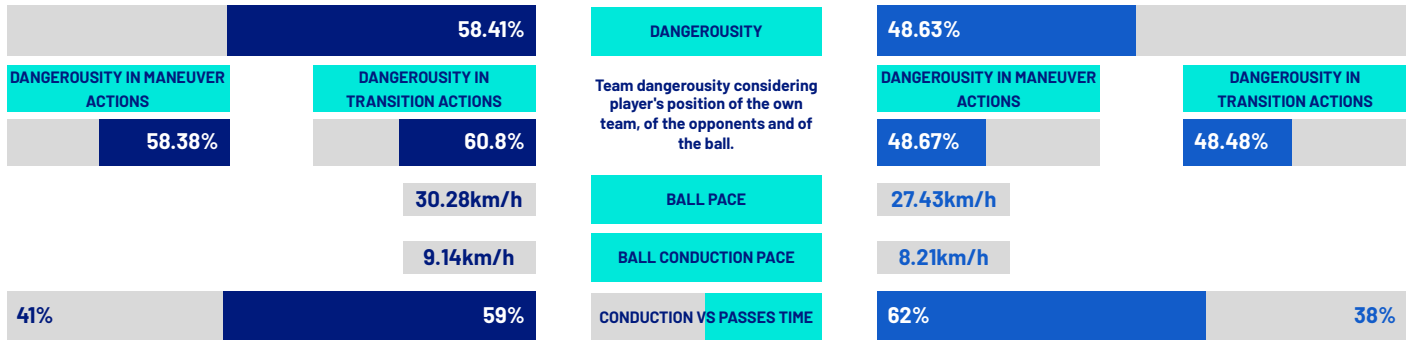 58.41%
DANGEROUSITY
48.63%
DANGEROUSITY IN MANEUVER
ACTIONS
DANGEROUSITY IN
TRANSITION ACTIONS
Team dangerousity considering
player's position of the own
team, of the opponents and of
the ball.
DANGEROUSITY IN MANEUVER
ACTIONS
DANGEROUSITY IN
TRANSITION ACTIONS
58.38%
60.8%
48.67%
48.48%
30.28km/h
BALL PACE
27.43km/h
9.14km/h
BALL CONDUCTION PACE
8.21km/h
41%
59%
CONDUCTION VS PASSES TIME
62%
38%